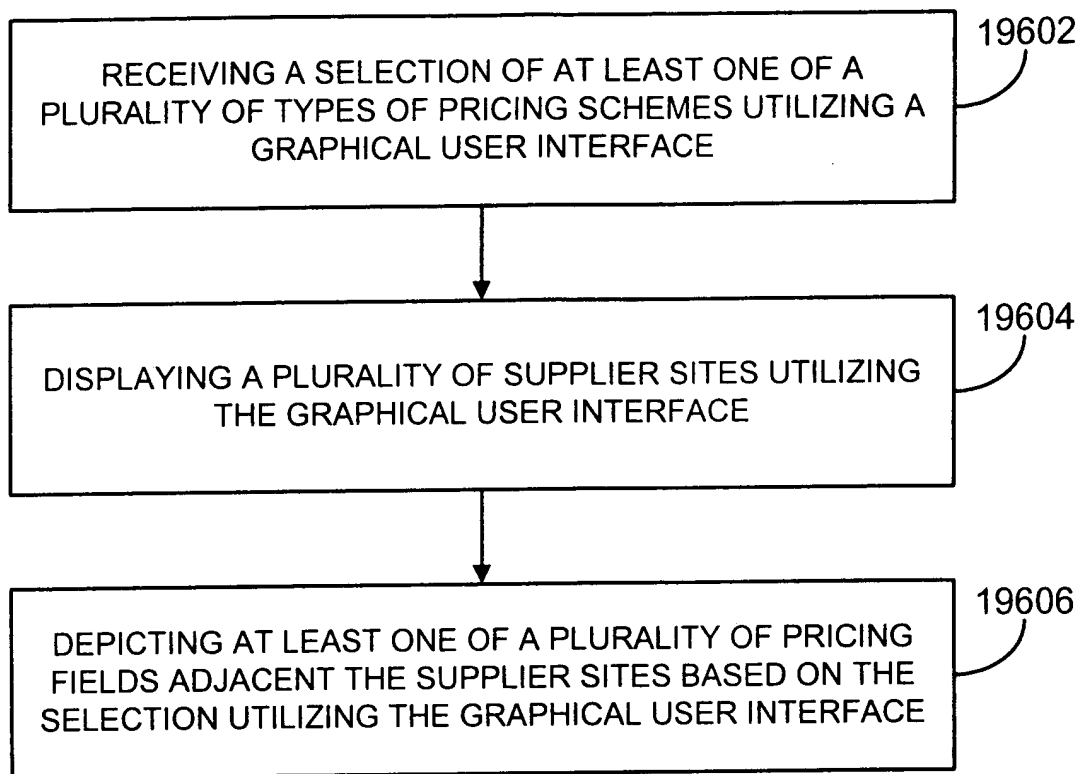 19602
RECEIVING A SELECTION OF AT LEAST ONE OF A
PLURALITY OF TYPES OF PRICING SCHEMES UTILIZING A
GRAPHICAL USER INTERFACE
19604
DISPLAYING A PLURALITY OF SUPPLIER SITES UTILIZING
THE GRAPHICAL USER INTERFACE
19606
DEPICTING AT LEAST ONE OF A PLURALITY OF PRICING
FIELDS ADJACENT THE SUPPLIER SITES BASED ON THE
SELECTION UTILIZING THE GRAPHICAL USER INTERFACE